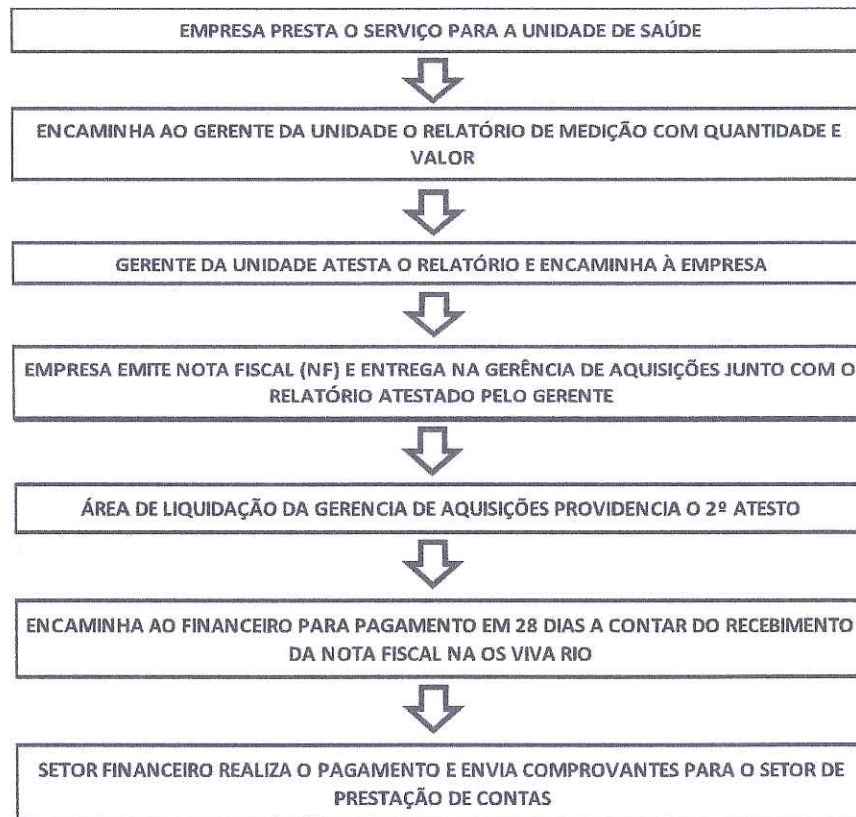 EMPRESA PRESTA O SERVIÇO PARA A UNIDADE DE SAÚDE
ENCAMINHA AO GERENTE DA UNIDADE O RELATÓRIO DE MEDIÇÃO COM QUANTIDADE E
VALOR
GERENTE DA UNIDADE ATESTA O RELATÓRIO E ENCAMINHA À EMPRESA
EMPRESA EMITE NOTA FISCAL (NF) E ENTREGA NA GERÊNCIA DE AQUISIÇÕES JUNTO COM O
RELATÓRIO ATESTADO PELO GERENTE
ÁREA DE LIQUIDAÇÃO DA GERENCIA DE AQUISIÇÕES PROVIDENCIA O 2º ATESTO
ENCAMINHA AO FINANCEIRO PARA PAGAMENTO EM 28 DIAS A CONTAR DO RECEBIMENTO
DA NOTA FISCAL NA OS VIVA RIO
SETOR FINANCEIRO REALIZA O PAGAMENTO E ENVIA COMPROVANTES PARA O SETOR DE
PRESTAÇÃO DE CONTAS